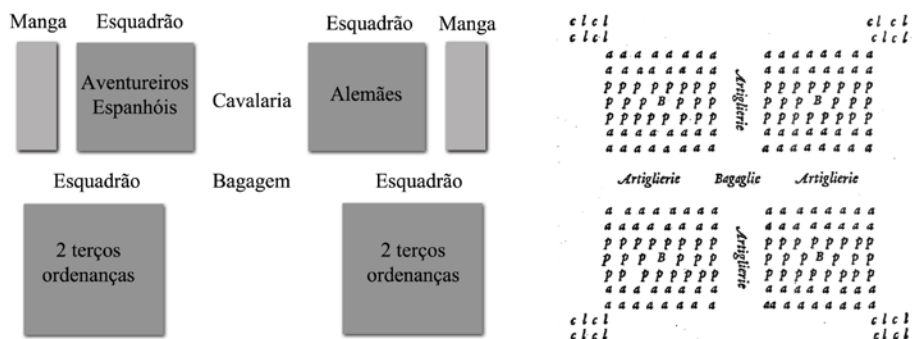 Manga Esquadrão Esquadrão Manga
Aventureiros
Espanhóis
Cavalaria
Alemães
Esquadrão Bagagem Esquadrão
2 terços
ordenanças
2 terços
ordenanças
c l c l c l c l
c l c l c l c l
a a a a a a a a a a a a a a a a
a a a a a a a a a a a a a a a a
p p p p p p p p p p p p p p p p
p p p B p p p p p p B p p p
p p p p p p p p p p p p p p p p
a a a a a a a a a a a a a a a a
a a a a a a a a a a a a a a a a
Artiglierie
Artiglierie Bagaglie Artiglierie
a a a a a a a a a a a a a a a a
a a a a a a a a a a a a a a a a
p p p p p p p p p p p p p p p p
p p p B p p p p p p B p p p
p p p p p p p p p p p p p p p
a a a a a a a a a a a a a a a a
a a a a a a a a aa a a a a a a
Artiglierie
c l c l c l c l
c l c l c l c l